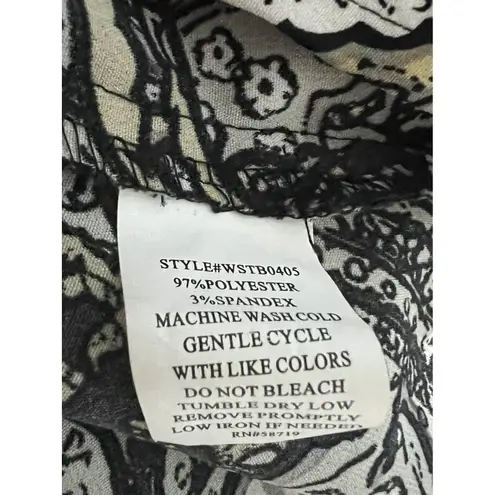 STYLE#WSTB0405
97%POLYESTER
3%SPANDEX
MACHINE WASH COLD
GENTLE CYCLE
WITH LIKE COLORS
DO NOT BLEACH
TUMBLE DRY LOW
REMOVE PROMPTLY
LOW IRON IF NEEDED
RN#58719